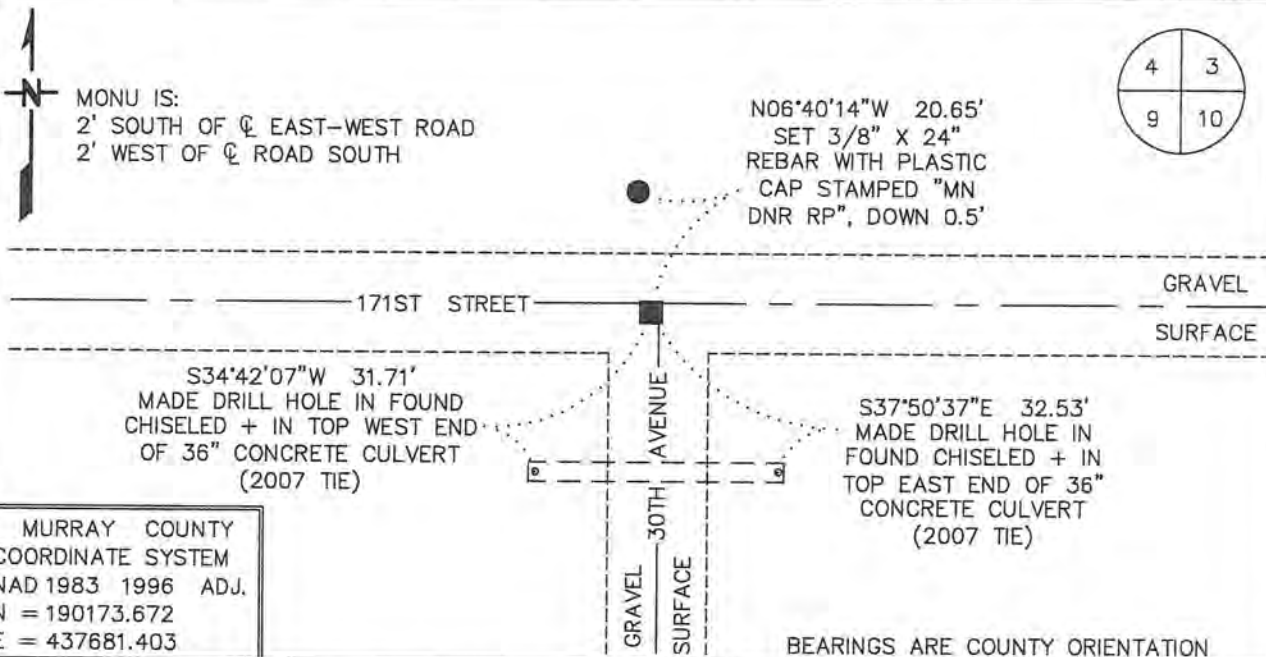 N
MONU IS:
2' SOUTH OF ℄ EAST-WEST ROAD
2' WEST OF ℄ ROAD SOUTH
N06°40'14"W 20.65'
SET 3/8" X 24"
REBAR WITH PLASTIC
CAP STAMPED "MN
DNR RP", DOWN 0.5'
4 3
9 10
171ST STREET
GRAVEL
SURFACE
S34°42'07"W 31.71'
MADE DRILL HOLE IN FOUND
CHISELED + IN TOP WEST END
OF 36" CONCRETE CULVERT
(2007 TIE)
30TH AVENUE
GRAVEL SURFACE
S37°50'37"E 32.53'
MADE DRILL HOLE IN
FOUND CHISELED + IN
TOP EAST END OF 36"
CONCRETE CULVERT
(2007 TIE)
MURRAY COUNTY
COORDINATE SYSTEM
NAD 1983 1996 ADJ.
N = 190173.672
E = 437681.403
BEARINGS ARE COUNTY ORIENTATION